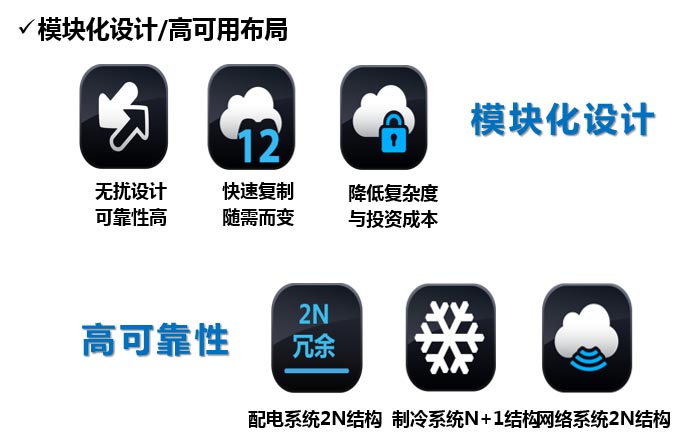 ✓模块化设计/高可用布局
12
模块化设计
无扰设计
可靠性高
快速复制
随需而变
降低复杂度
与投资成本
高可靠性
2N
冗余
配电系统2N结构
制冷系统N+1结构
网络系统2N结构